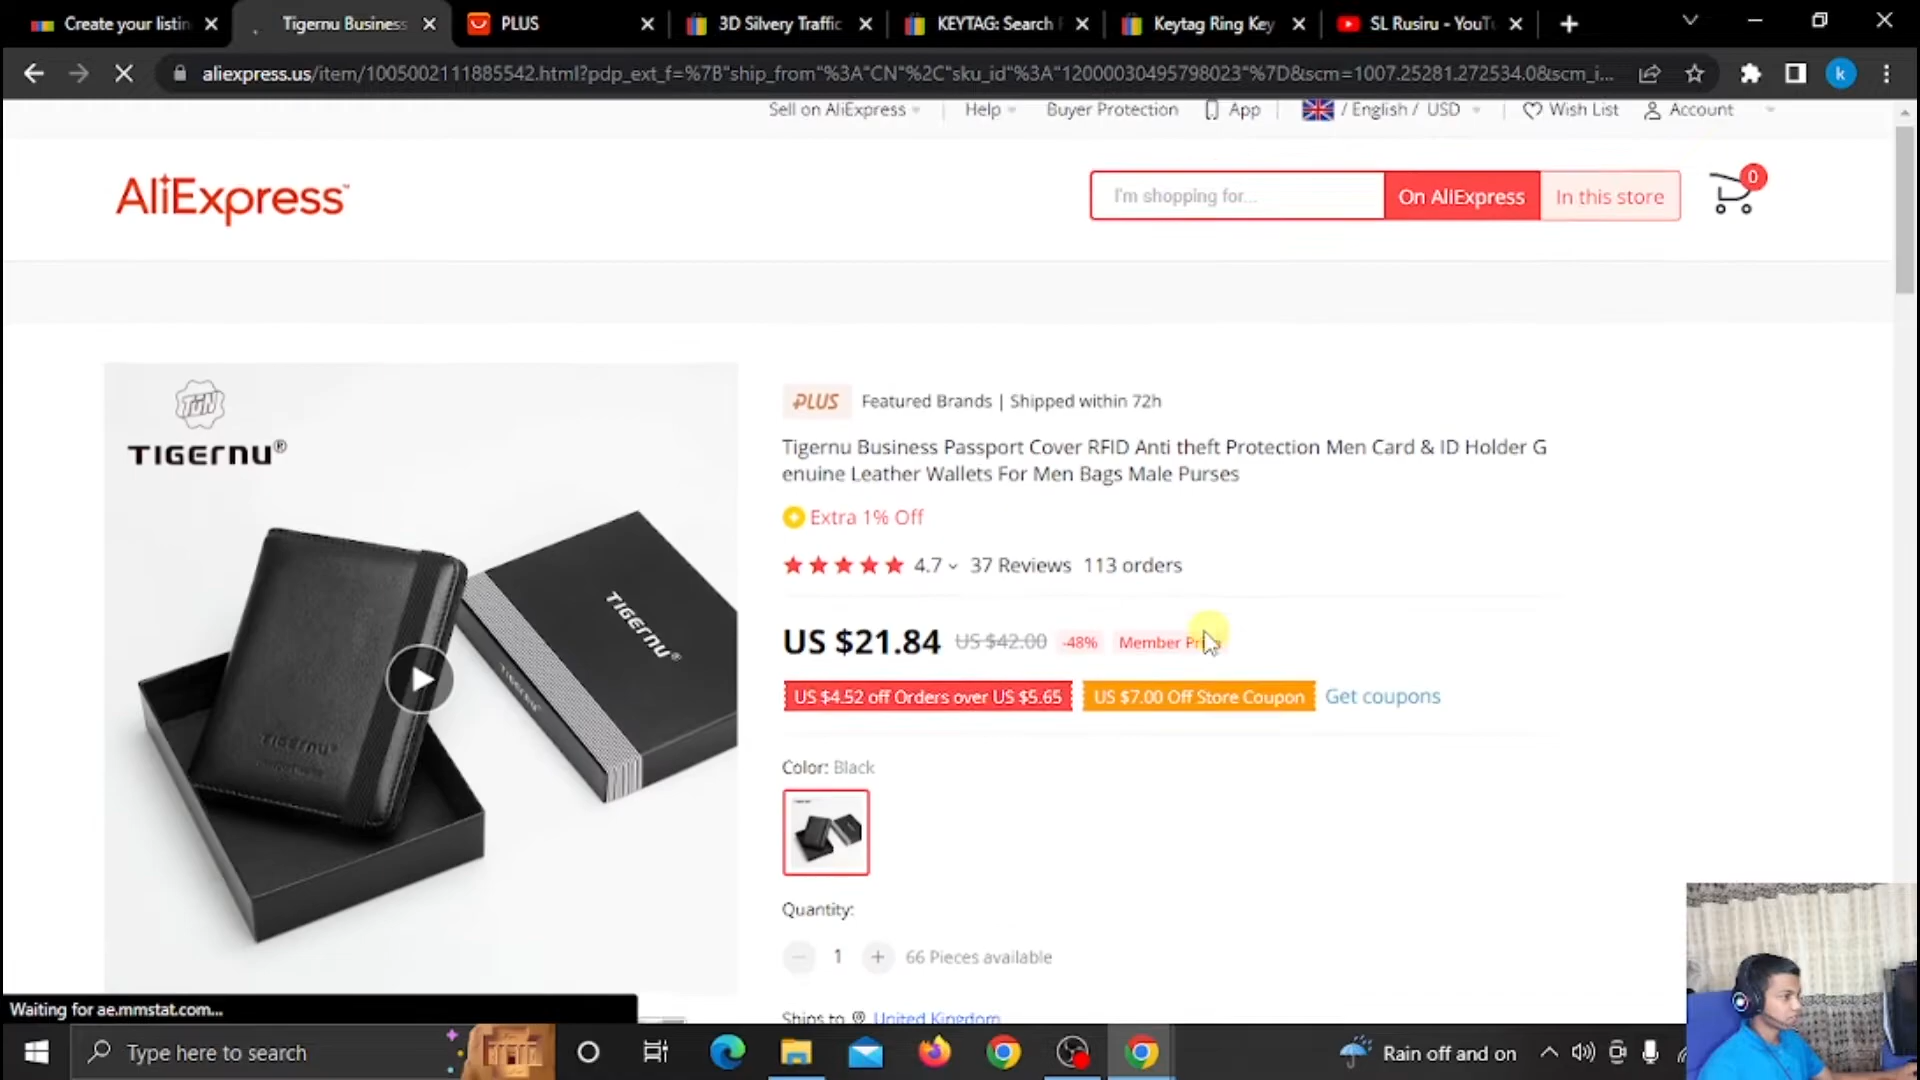 Create your listin
Tigernu Business
PLUS
3D Silvery Traffic
KEYTAG: Search
Keytag Ring Key
SL Rusiru - YouT
aliexpress.us/item/1005002111885542.html?pdp_ext_f=%7B"ship_from"%3A"CN"%2C"sku_id"%3A"12000030495798023"%7D&scm=1007.25281.272534.0&scm_i...
k
Sell on AliExpress
Help
Buyer Protection
App
/ English / USD
Wish List
Account
AliExpress
I'm shopping for...
On AliExpress
In this store
0
TIGERNU®
TIGERNU
PLUS
Featured Brands | Shipped within 72h
Tigernu Business Passport Cover RFID Anti theft Protection Men Card & ID Holder G
enuine Leather Wallets For Men Bags Male Purses
Extra 1% Off
4.7
37 Reviews
113 orders
US $21.84
US $42.00
-48%
Member
US $4.52 off Orders over US $5.65
US $7.00 Off Store Coupon
Get coupons
Color: Black
Quantity:
1
66 Pieces available
Ships to
United Kingdom
Waiting for ae.mmstat.com...
Type here to search
Rain off and on